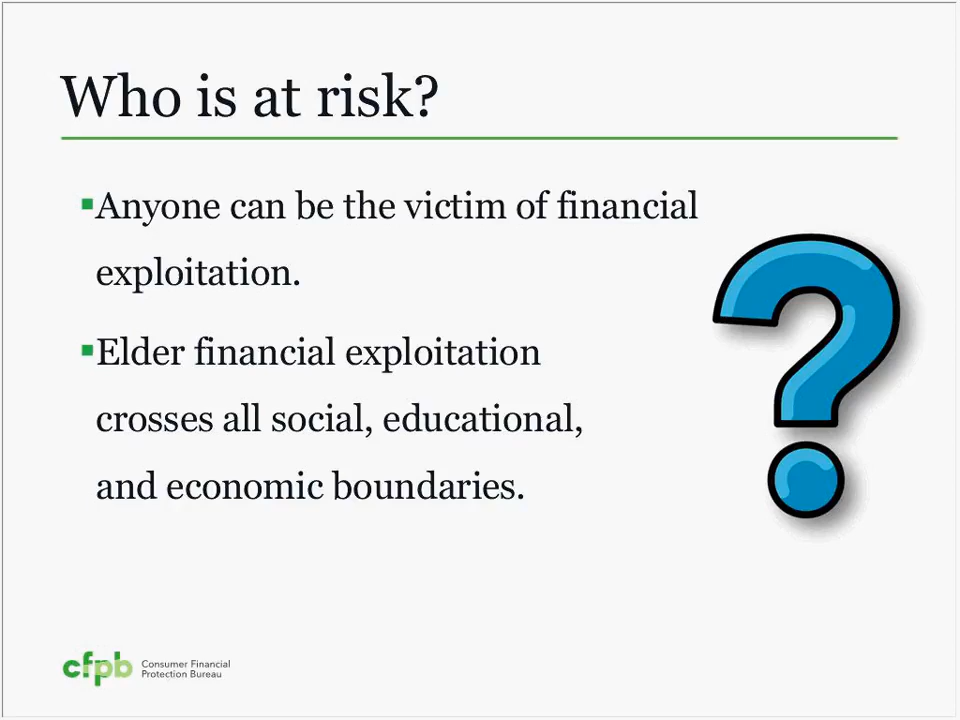 Who is at risk?
▪Anyone can be the victim of financial
exploitation.
▪Elder financial exploitation
crosses all social, educational,
and economic boundaries.
?
cfpb
Consumer Financial
Protection Bureau